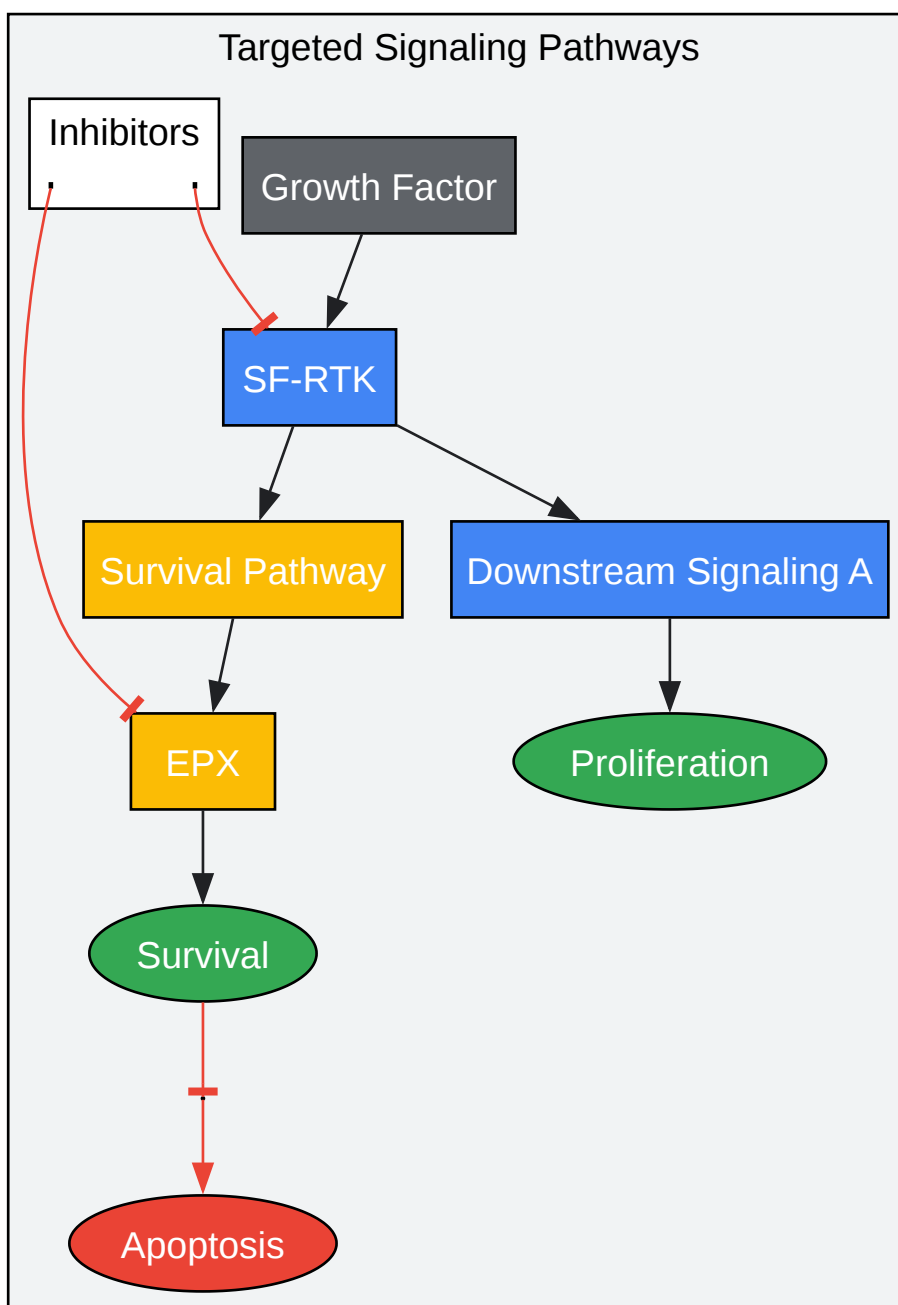 Targeted Signaling Pathways
Inhibitors
Growth Factor
SF-RTK
Survival Pathway
Downstream Signaling A
EPX
Proliferation
Survival
Apoptosis